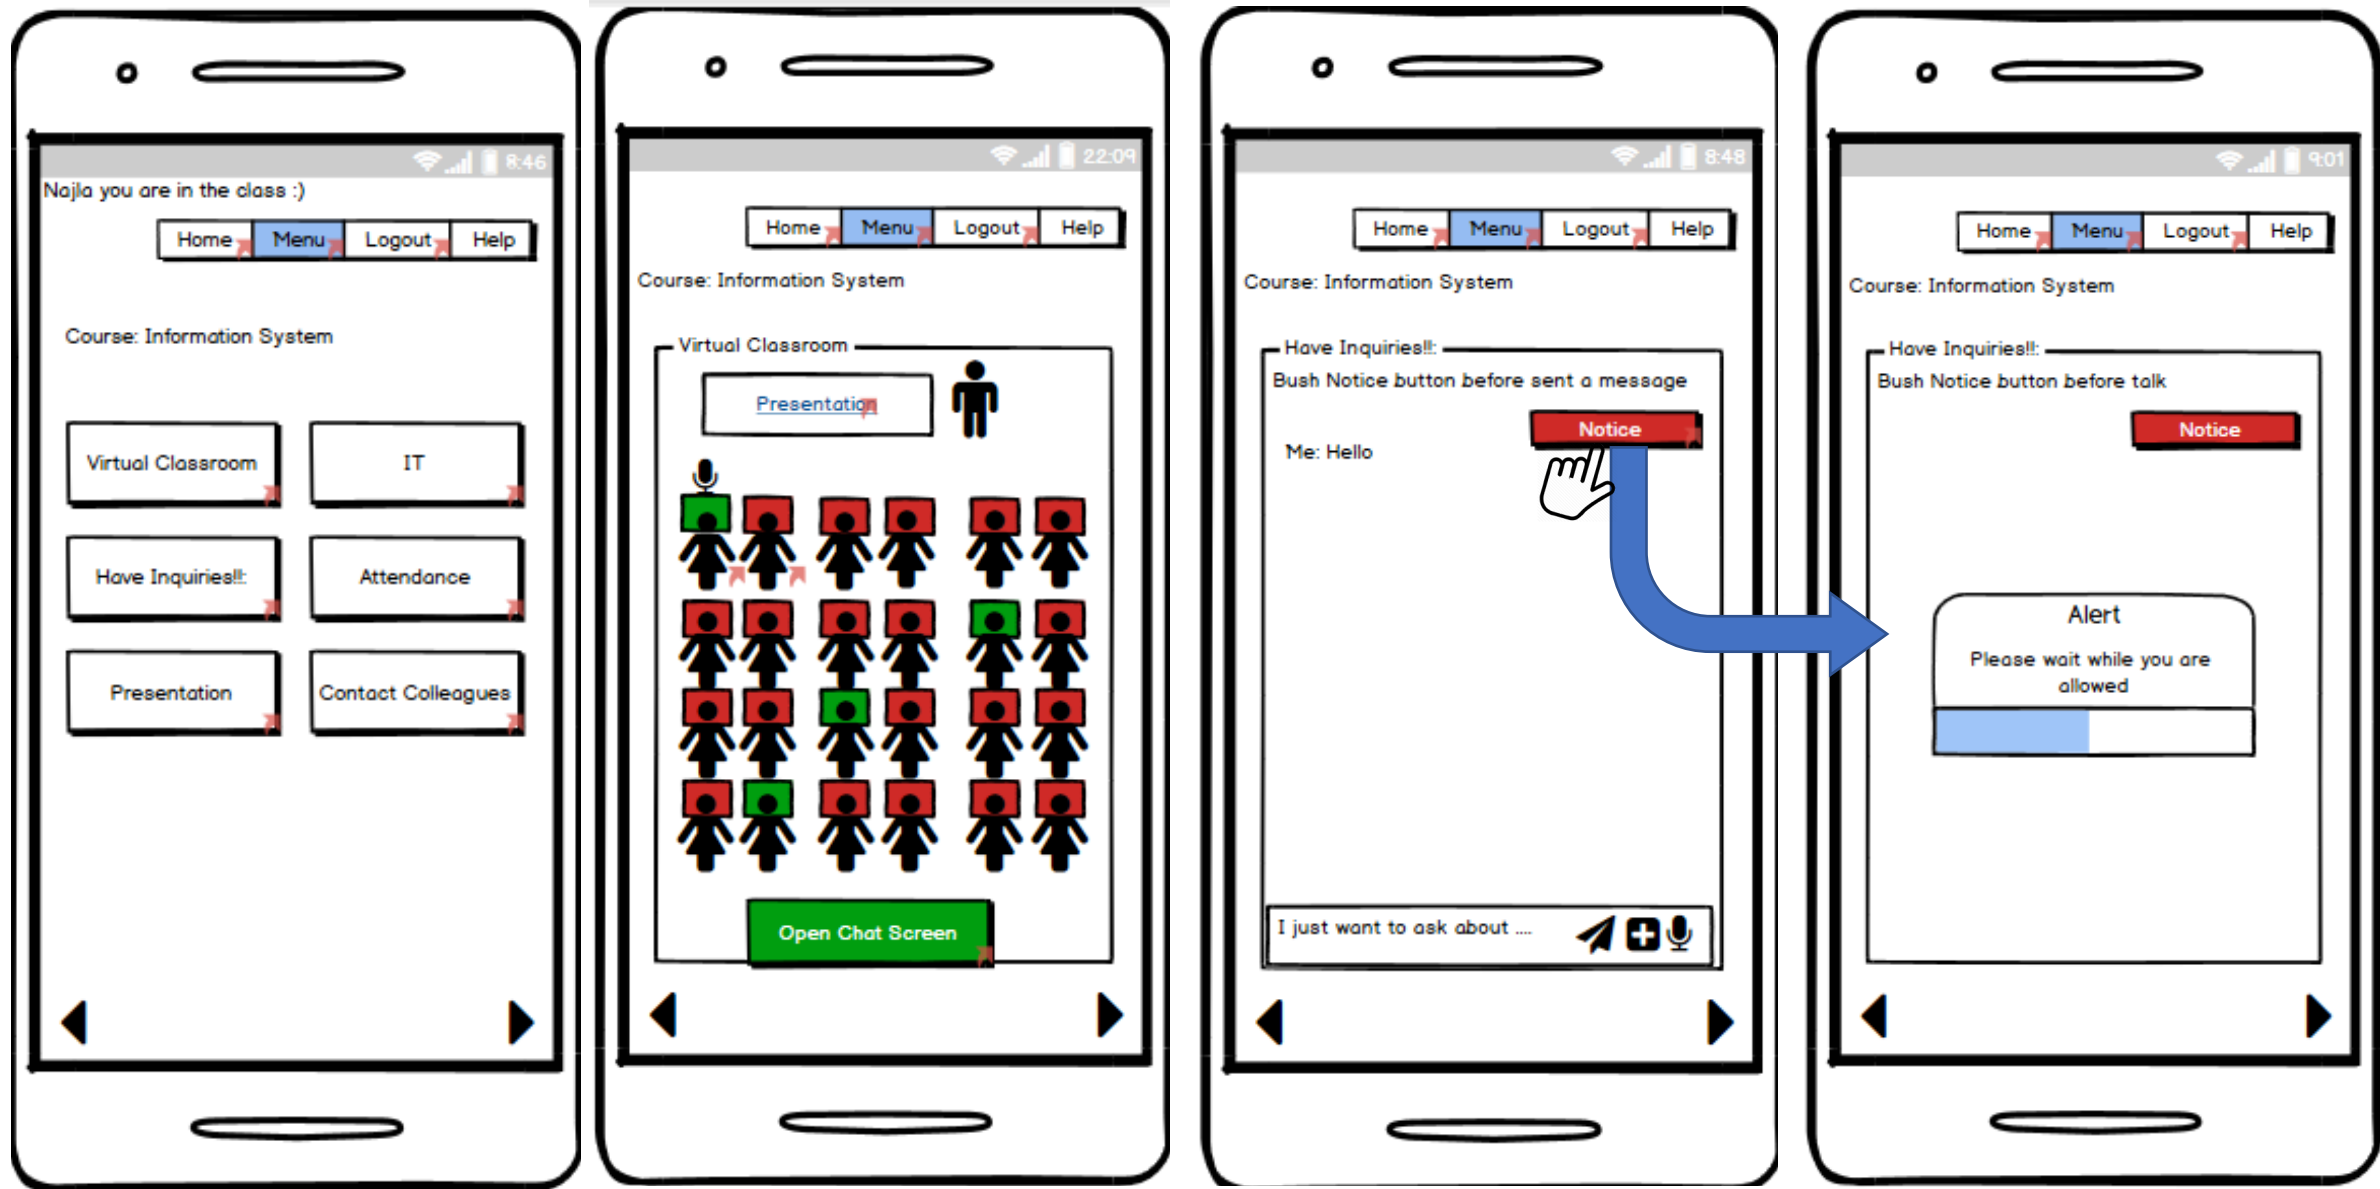 8:46
Najla you are in the class :)
Home Menu Logout Help
Course: Information System
Virtual Classroom IT
Have Inquiries!!: Attendance
Presentation Contact Colleagues
22:09
Home Menu Logout Help
Course: Information System
Virtual Classroom
Presentation
Open Chat Screen
8:48
Home Menu Logout Help
Course: Information System
Have Inquiries!!:
Bush Notice button before sent a message
Notice
Me: Hello
I just want to ask about ....
9:01
Home Menu Logout Help
Course: Information System
Have Inquiries!!:
Bush Notice button before talk
Notice
Alert
Please wait while you are
allowed